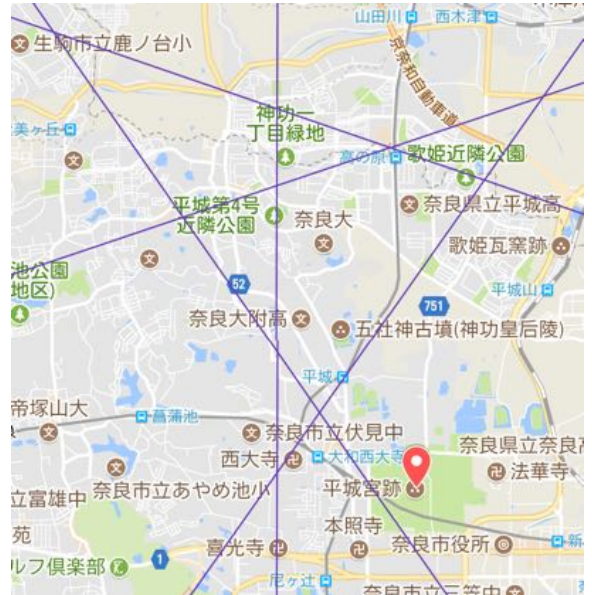 山田川
西木津
生駒市立鹿ノ台小
京奈和自動車道
神功一
丁目緑地
美ヶ丘
高の原
歌姫近隣公園
平城第4号
近隣公園
奈良県立平城高
奈良大
歌姫瓦窯跡
池公園
地区)
52
平城山
751
奈良大附高
五社神古墳(神功皇后陵)
平城
帝塚山大
菖蒲池
奈良市立伏見中
西大寺
大和西大寺
奈良県立奈良高
法華寺
立富雄中
奈良市立あやめ池小
平城宮跡
苑
本照寺
喜光寺
奈良市役所
新
ルフ倶楽部
1
尼ヶ辻
奈良市立三笠中